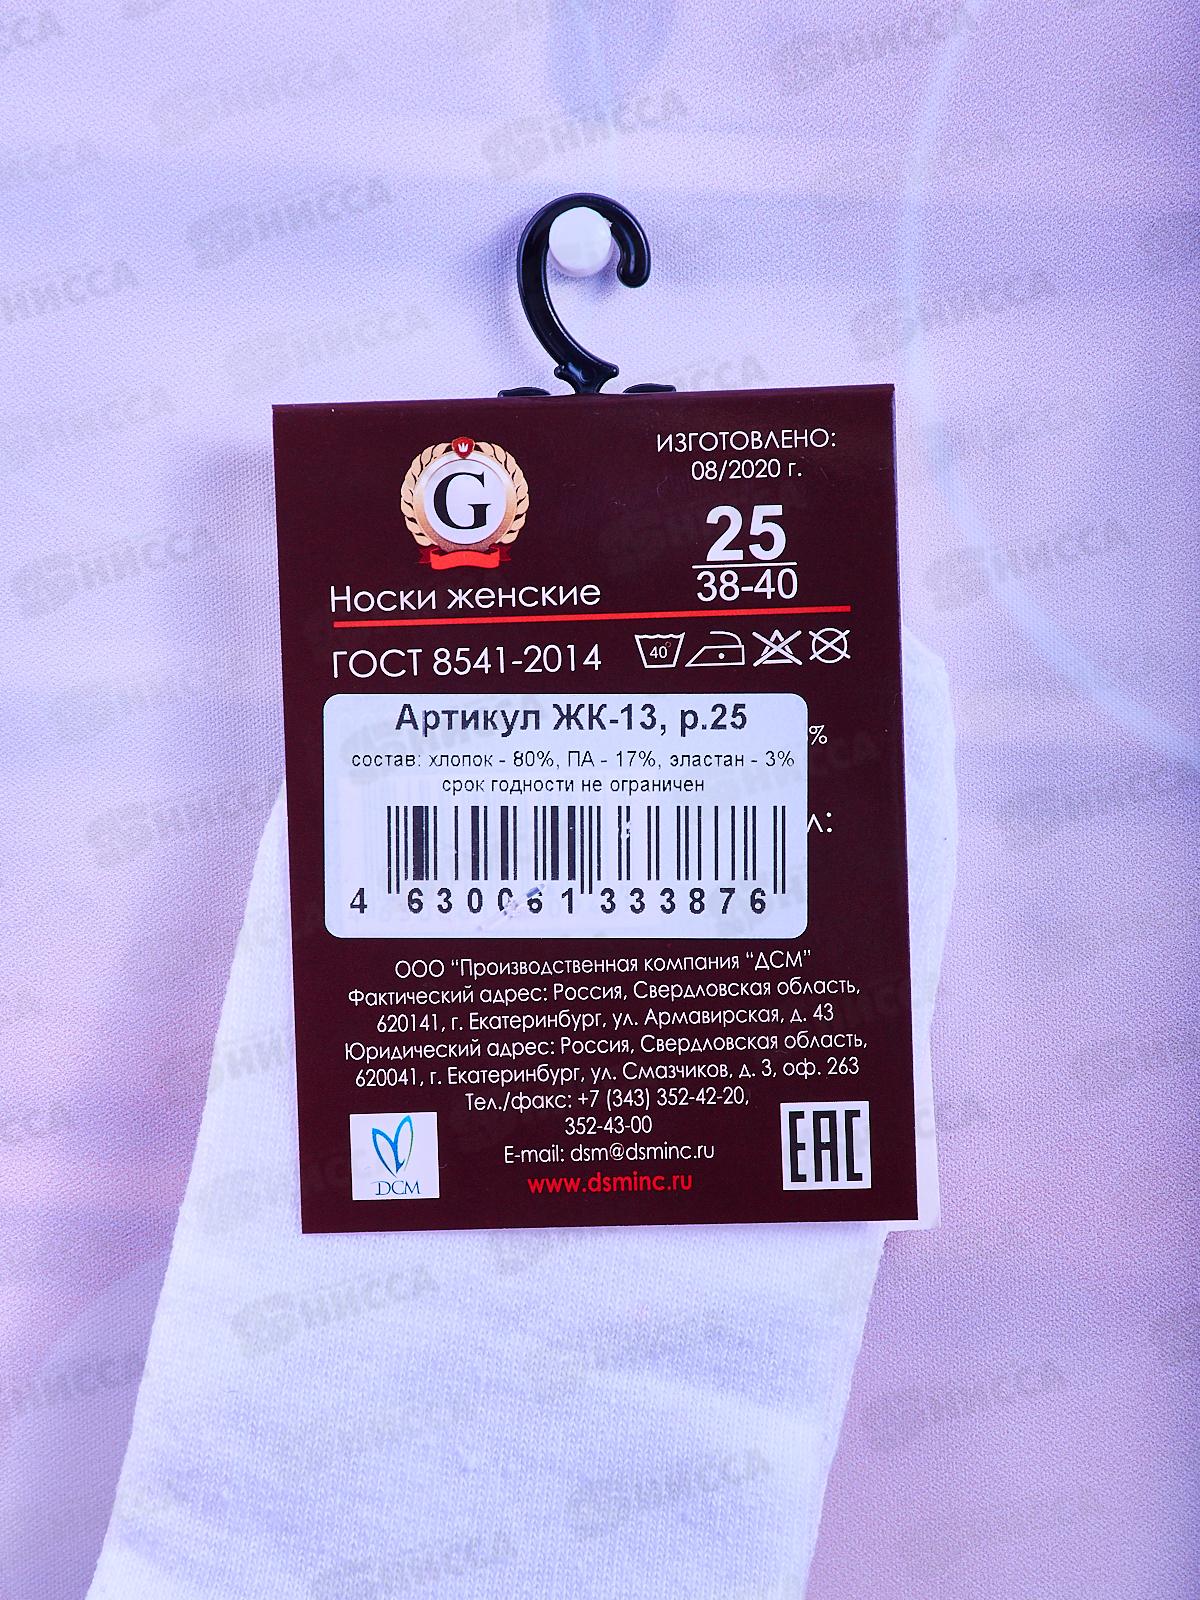 G
ИЗГОТОВЛЕНО:
08/2020 г.
25
38-40
Носки женские
ГОСТ 8541-2014
40°
Артикул ЖК-13, р.25
%
состав: хлопок - 80%, ПА - 17%, эластан - 3%
срок годности не ограничен
л:
4 630061 333876
ООО "Производственная компания "ДСМ"
Фактический адрес: Россия, Свердловская область,
620141, г. Екатеринбург, ул. Армавирская, д. 43
Юридический адрес: Россия, Свердловская область,
620041, г. Екатеринбург, ул. Смазчиков, д. 3, оф. 263
Тел./факс: +7 (343) 352-42-20,
352-43-00
E-mail: dsm@dsminc.ru
www.dsminc.ru
ДСМ
EAC
НИССА